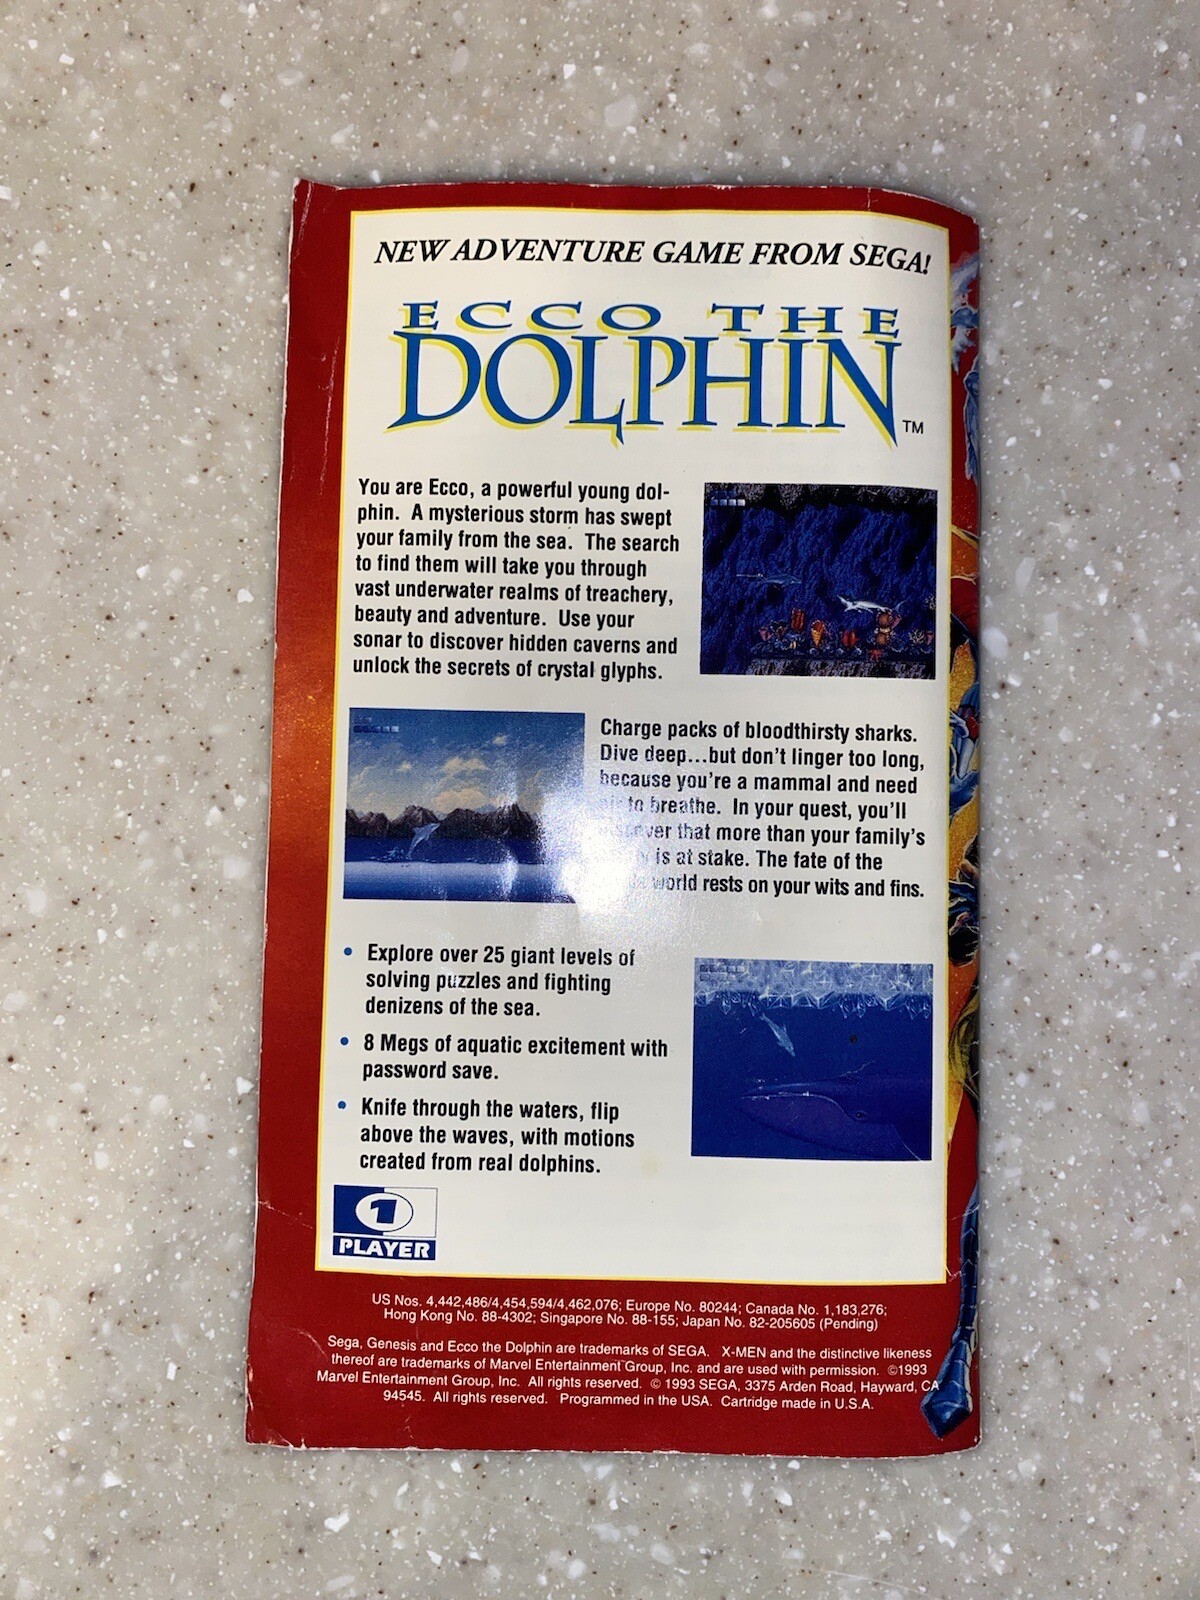 NEW ADVENTURE GAME FROM SEGA!
ECCO THE
DOLPHIN™
You are Ecco, a powerful young dol-
phin. A mysterious storm has swept
your family from the sea. The search
to find them will take you through
vast underwater realms of treachery,
beauty and adventure. Use your
sonar to discover hidden caverns and
unlock the secrets of crystal glyphs.
Charge packs of bloodthirsty sharks.
Dive deep...but don't linger too long,
because you're a mammal and need
air to breathe. In your quest, you'll
discover that more than your family's
is at stake. The fate of the
world rests on your wits and fins.
• Explore over 25 giant levels of
solving puzzles and fighting
denizens of the sea.
• 8 Megs of aquatic excitement with
password save.
• Knife through the waters, flip
above the waves, with motions
created from real dolphins.
1
PLAYER
US Nos. 4,442,486/4,454,594/4,462,076; Europe No. 80244; Canada No. 1,183,276;
Hong Kong No. 88-4302; Singapore No. 88-155; Japan No. 82-205605 (Pending)
Sega, Genesis and Ecco the Dolphin are trademarks of SEGA. X-MEN and the distinctive likeness
thereof are trademarks of Marvel Entertainment Group, Inc. and are used with permission. ©1993
Marvel Entertainment Group, Inc. All rights reserved. © 1993 SEGA, 3375 Arden Road, Hayward, CA
94545. All rights reserved. Programmed in the USA. Cartridge made in U.S.A.